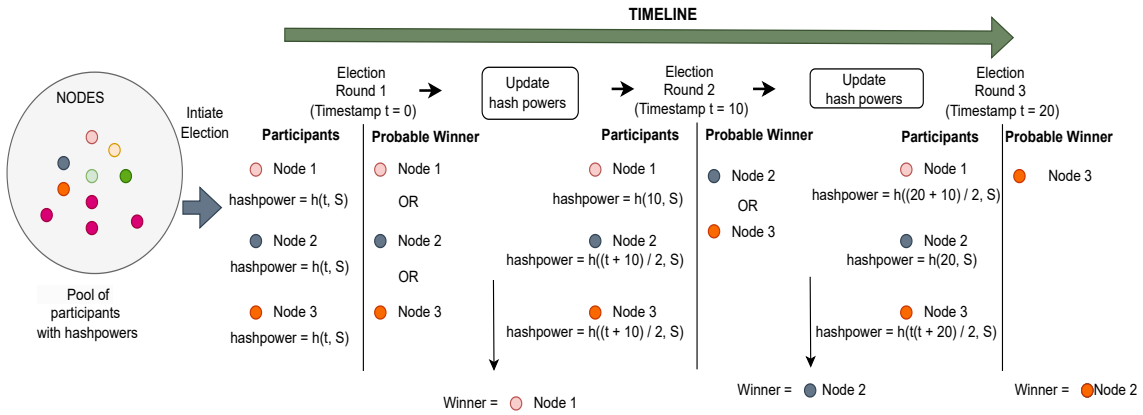 TIMELINE
NODES
Intiate
Election
Pool of
participants
with hashpowers
Election
Round 1
(Timestamp t = 0)
Update
hash powers
Election
Round 2
(Timestamp t = 10)
Update
hash powers
Election
Round 3
(Timestamp t = 20)
Participants
Node 1
hashpower = h(t, S)
Node 2
hashpower = h(t, S)
Node 3
hashpower = h(t, S)
Probable Winner
Node 1
OR
Node 2
OR
Node 3
Winner = Node 1
Participants
Node 1
hashpower = h(10, S)
Node 2
hashpower = h((t + 10) / 2, S)
Node 3
hashpower = h((t + 10) / 2, S)
Probable Winner
Node 2
OR
Node 3
Winner = Node 2
Participants
Node 1
hashpower = h((20 + 10) / 2, S)
Node 2
hashpower = h(20, S)
Node 3
hashpower = h(t(t + 20) / 2, S)
Probable Winner
Node 3
Winner = Node 2